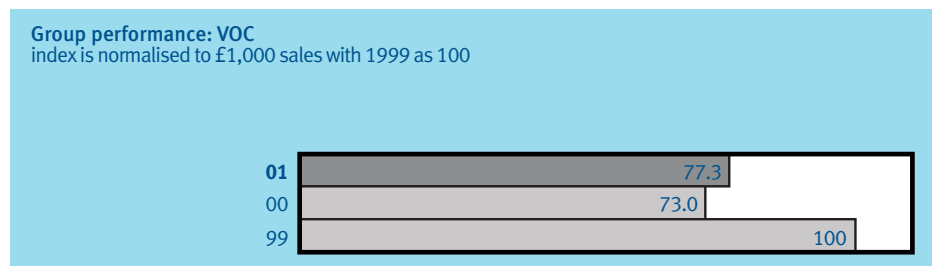 Group performance: VOC
index is normalised to £1,000 sales with 1999 as 100
01 77.3
00 73.0
99 100